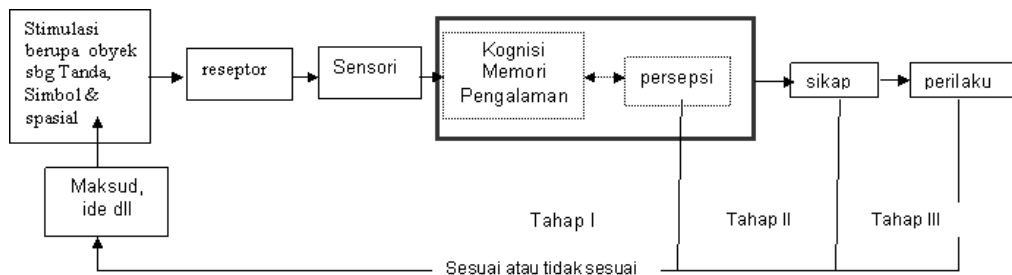 Stimulasi
berupa obyek
sbg Tanda,
Simbol &
spasial
reseptor
Sensori
Kognisi
Memori
Pengalaman
persepsi
sikap
perilaku
Maksud,
ide dll
Tahap I
Tahap II
Tahap III
Sesuai atau tidak sesuai